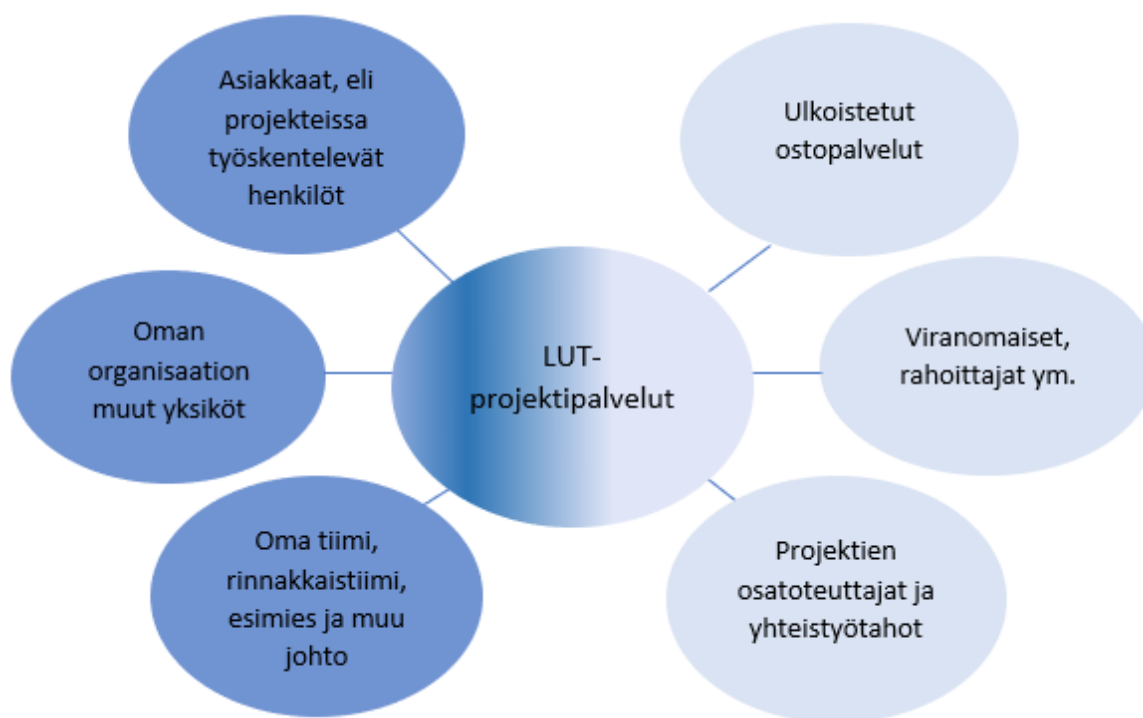 Asiakkaat, eli
projekteissa
työskentelevät
henkilöt
Ulkoistetut
ostopalvelut
Oman
organisaation
muut yksiköt
LUT-
projektipalvelut
Viranomaiset,
rahoittajat ym.
Oma tiimi,
rinnakkaistiimi,
esimies ja muu
johto
Projektien
osatoteuttajat ja
yhteistyötahot